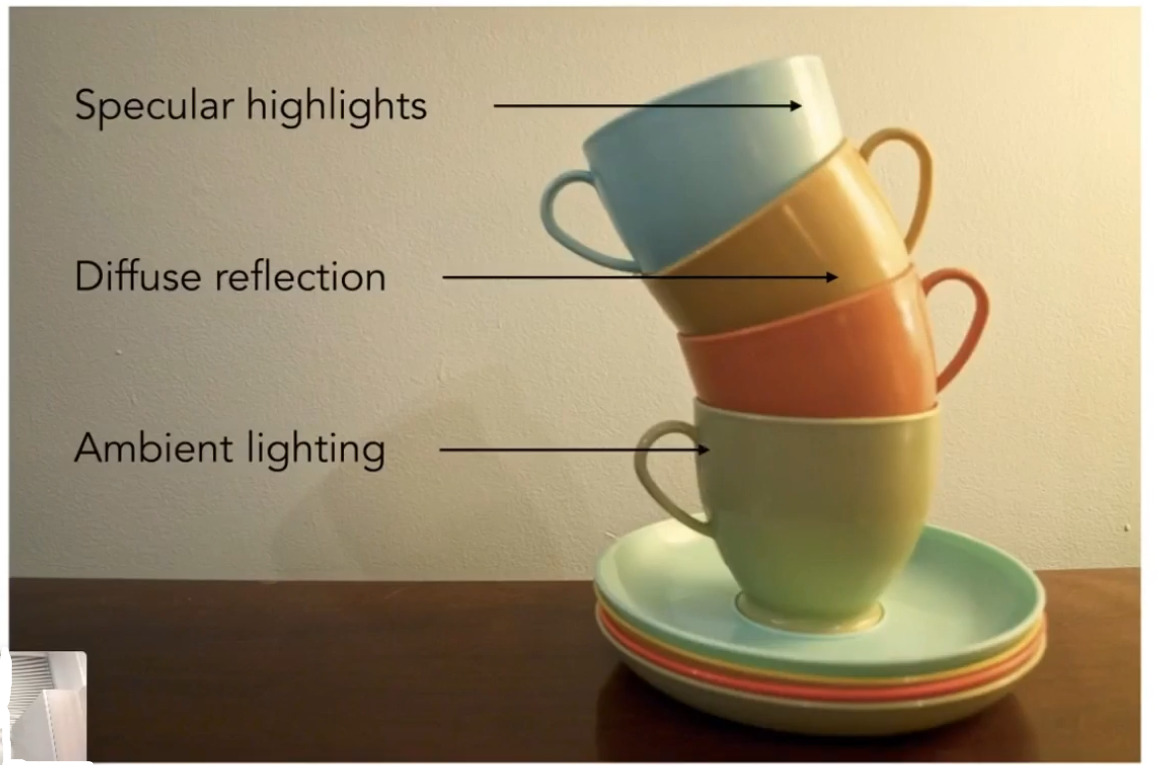 Specular highlights
Diffuse reflection
Ambient lighting